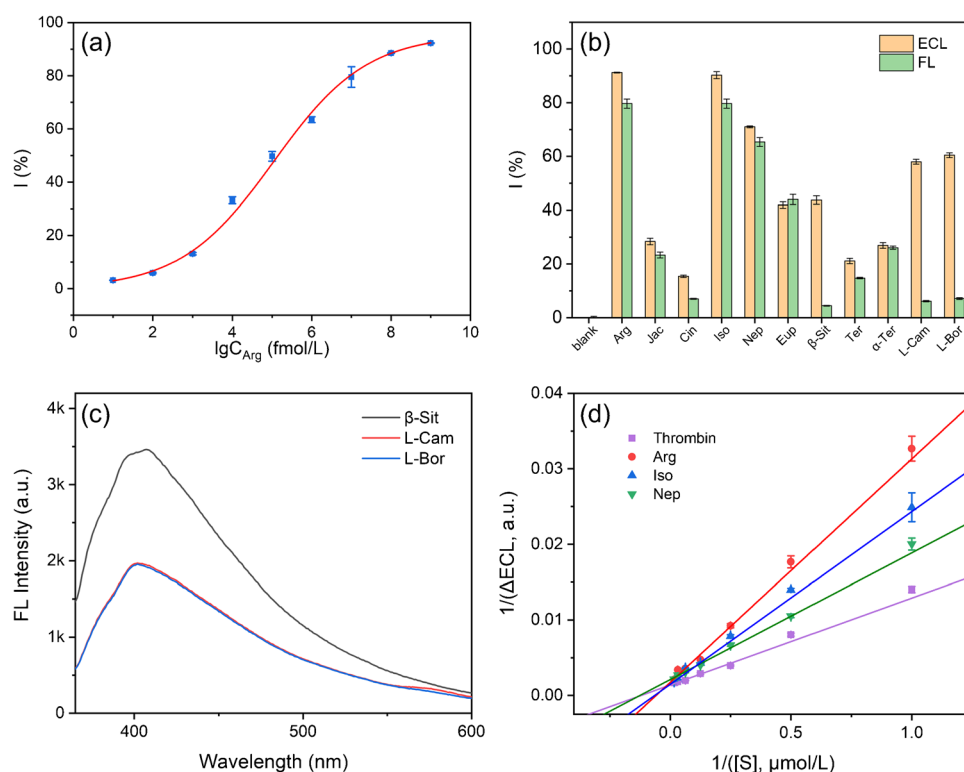 (a)
100
80
60
40
20
0
I (%)
0 2 4 6 8 10
lgC_Arg (fmol/L)
(b)
ECL
FL
100
80
60
40
20
0
I (%)
blank Arg Jac Cin Iso Nep Eup β-Sit Ter α-Ter L-Cam L-Bor
(c)
β-Sit
L-Cam
L-Bor
4k
3k
2k
1k
0
FL Intensity (a.u.)
400 500 600
Wavelength (nm)
(d)
Thrombin
Arg
Iso
Nep
0.04
0.03
0.02
0.01
0.00
1/(ΔECL, a.u.)
0.0 0.5 1.0
1/([S], μmol/L)